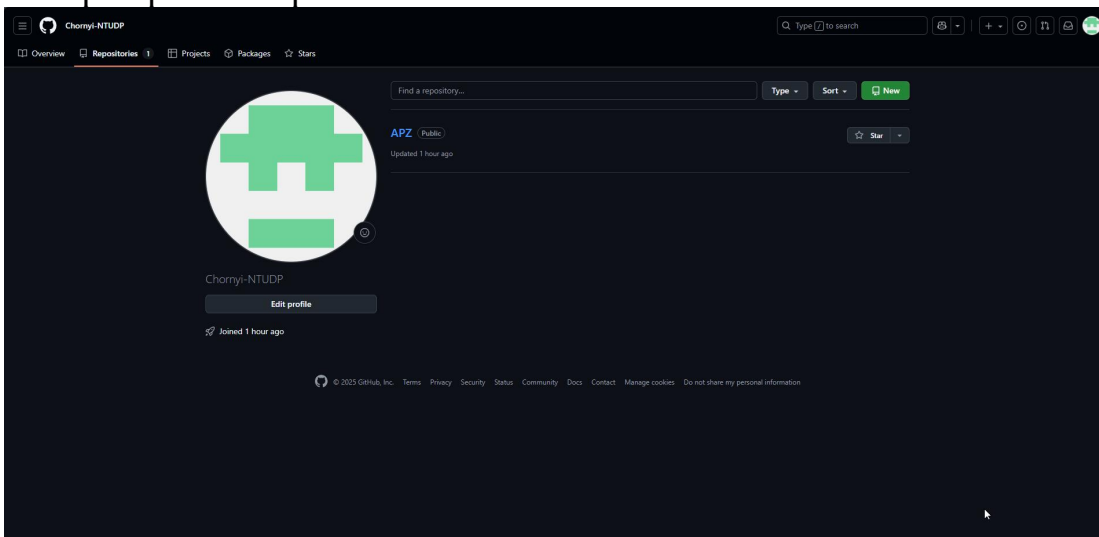 Chornyi-NTUDP
Type / to search
Overview Repositories 1 Projects Packages Stars
Find a repository...
Type Sort New
APZ Public
Star
Updated 1 hour ago
Chornyi-NTUDP
Edit profile
Joined 1 hour ago
© 2025 GitHub, Inc. Terms Privacy Security Status Community Docs Contact Manage cookies Do not share my personal information